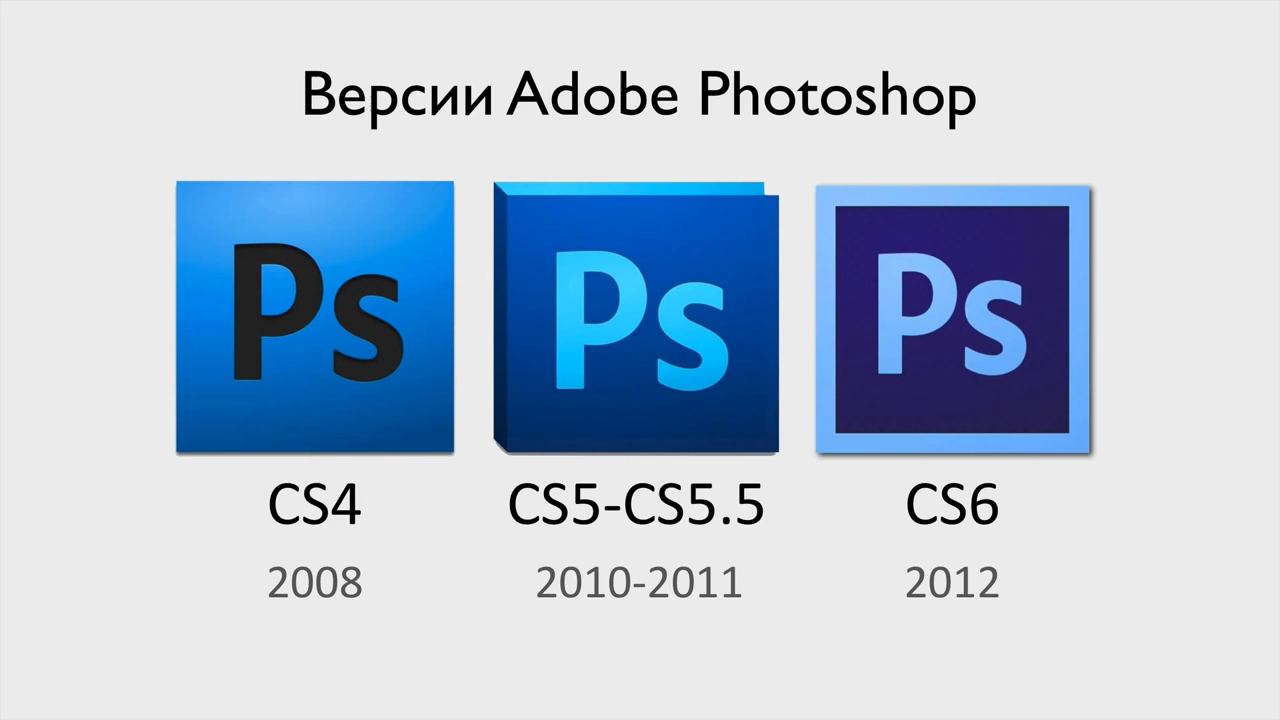 Версии Adobe Photoshop
Ps Ps Ps
CS4 CS5-CS5.5 CS6
2008 2010-2011 2012